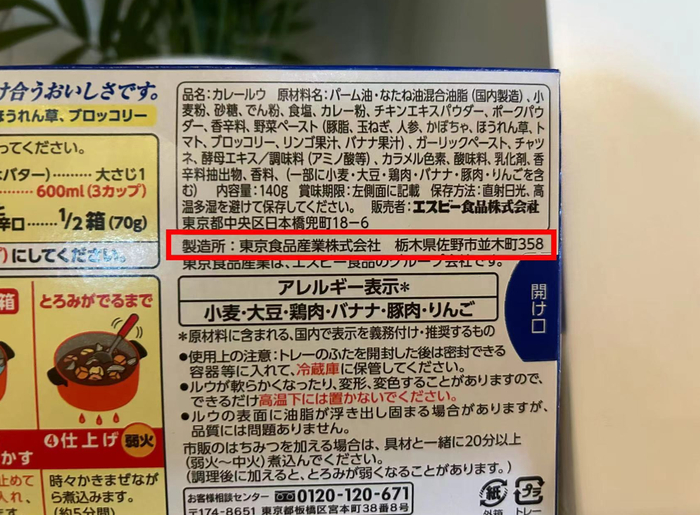 け合うおいしさです。
ほうれん草、ブロッコリー
ってください。
バター) 大さじ1
600ml(3カップ)
辛口 1/2箱(70g)
にしてください。
箱
とろみがでるまで
④仕上げ 弱火
かす
止めて
入れ、
時々かきまぜなが
ら煮込みます。
(約5分間)
品名:カレールウ 原材料名:パーム油・なたね油混合油脂(国内製造)、小
麦粉、砂糖、でん粉、食塩、カレー粉、チキンエキスパウダー、ポークパウ
ダー、香辛料、野菜ペースト(豚脂、玉ねぎ、人参、かぼちゃ、ほうれん草、ト
マト、ブロッコリー、リンゴ果汁、バナナ果汁)、ガーリックペースト、チャツ
ネ、酵母エキス/調味料(アミノ酸等)、カラメル色素、酸味料、乳化剤、香
辛料抽出物、香料、(一部に小麦・大豆・鶏肉・バナナ・豚肉・りんごを含
む) 内容量:140g 賞味期限:左側面に記載 保存方法:直射日光、高
温多湿を避けて保存してください。 販売者:エスビー食品株式会社
東京都中央区日本橋兜町18-6
製造所:東京食品産業株式会社 栃木県佐野市並木町358
東京食品産業は、エスビー食品のグループ会社です。
アレルギー表示*
小麦・大豆・鶏肉・バナナ・豚肉・りんご
*原材料に含まれる、国内で表示を義務付け・推奨するもの
●使用上の注意:トレーのふたを開封した後は密封できる
容器等に入れて、冷蔵庫に保管してください。
●ルウが軟らかくなったり、変形、変色することがありますので、
できるだけ高温下には置かないでください。
●ルウの表面に油脂が浮き出し固まる場合がありますが、
品質には問題ありません。
市販のはちみつを加える場合は、具材と一緒に20分以上
(弱火〜中火)煮込んでください。
(調理後に加えると、とろみが弱くなることがあります。)
お客様相談センター 0120-120-671
〒174-8651 東京都板橋区宮本町38番8号
開け口
紙
外箱
プラ
トレー